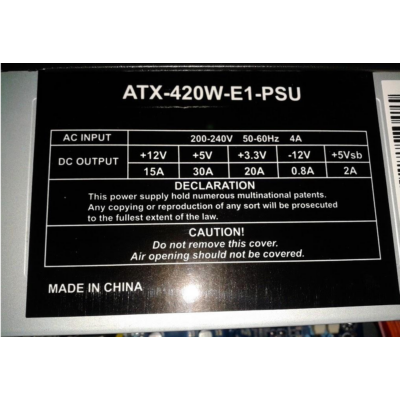 ATX-420W-E1-PSU
AC INPUT 200-240V 50-60Hz 4A
DC OUTPUT +12V +5V +3.3V -12V +5Vsb
15A 30A 20A 0.8A 2A
DECLARATION
This power supply hold numerous multinational patents.
Any copying or reproduction of any sort will be prosecuted
to the fullest extent of the law.
CAUTION!
Do not remove this cover.
Air opening should not be covered.
MADE IN CHINA